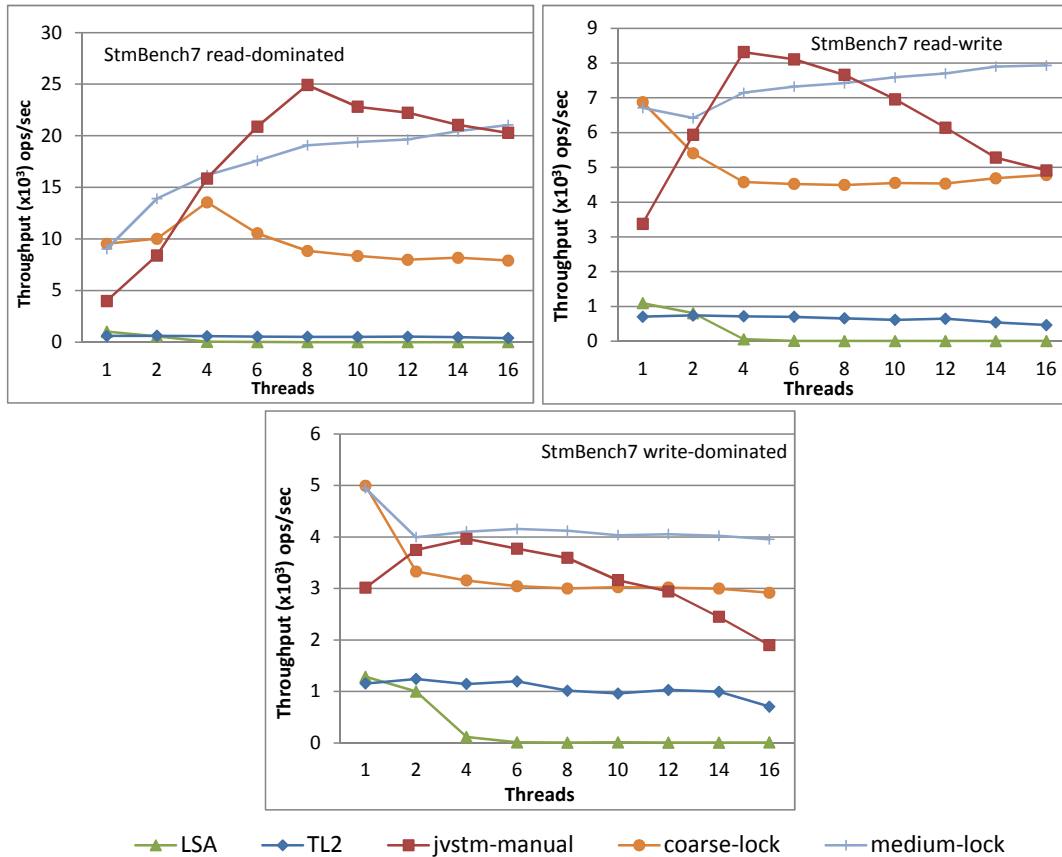 StmBench7 read-dominated
Throughput (x10³) ops/sec
30
25
20
15
10
5
0
1 2 4 6 8 10 12 14 16
Threads
StmBench7 read-write
Throughput (x10³) ops/sec
9
8
7
6
5
4
3
2
1
0
1 2 4 6 8 10 12 14 16
Threads
StmBench7 write-dominated
Throughput (x10³) ops/sec
6
5
4
3
2
1
0
1 2 4 6 8 10 12 14 16
Threads
LSA TL2 jvstm-manual coarse-lock medium-lock